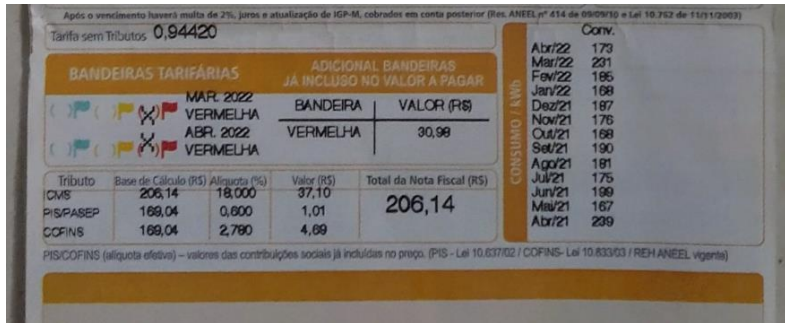 Após o vencimento haverá multa de 2%, juros e atualização de IGP-M, cobrados em conta posterior (Res. ANEEL nº 414 de 09/09/10 e Lei 10.762 de 11/11/2003)
Tarifa sem Tributos 0,94420
BANDEIRAS TARIFÁRIAS
MAR. 2022
( ) ( ) (X) VERMELHA
ABR. 2022
( ) ( ) (X) VERMELHA
ADICIONAL BANDEIRAS
JÁ INCLUSO NO VALOR A PAGAR
BANDEIRA VALOR (R$)
VERMELHA 30,98
Tributo Base de Cálculo (R$) Alíquota (%) Valor (R$)
ICMS 206,14 18,000 37,10
PIS/PASEP 169,04 0,600 1,01
COFINS 169,04 2,780 4,69
Total da Nota Fiscal (R$)
206,14
CONSUMO / kWh
Conv.
Abr/22 173
Mar/22 231
Fev/22 185
Jan/22 168
Dez/21 187
Nov/21 176
Out/21 168
Set/21 190
Ago/21 181
Jul/21 175
Jun/21 199
Mai/21 167
Abr/21 239
PIS/COFINS (alíquota efetiva) – valores das contribuições sociais já incluídas no preço. (PIS - Lei 10.637/02 / COFINS- Lei 10.833/03 / REH ANEEL vigente)